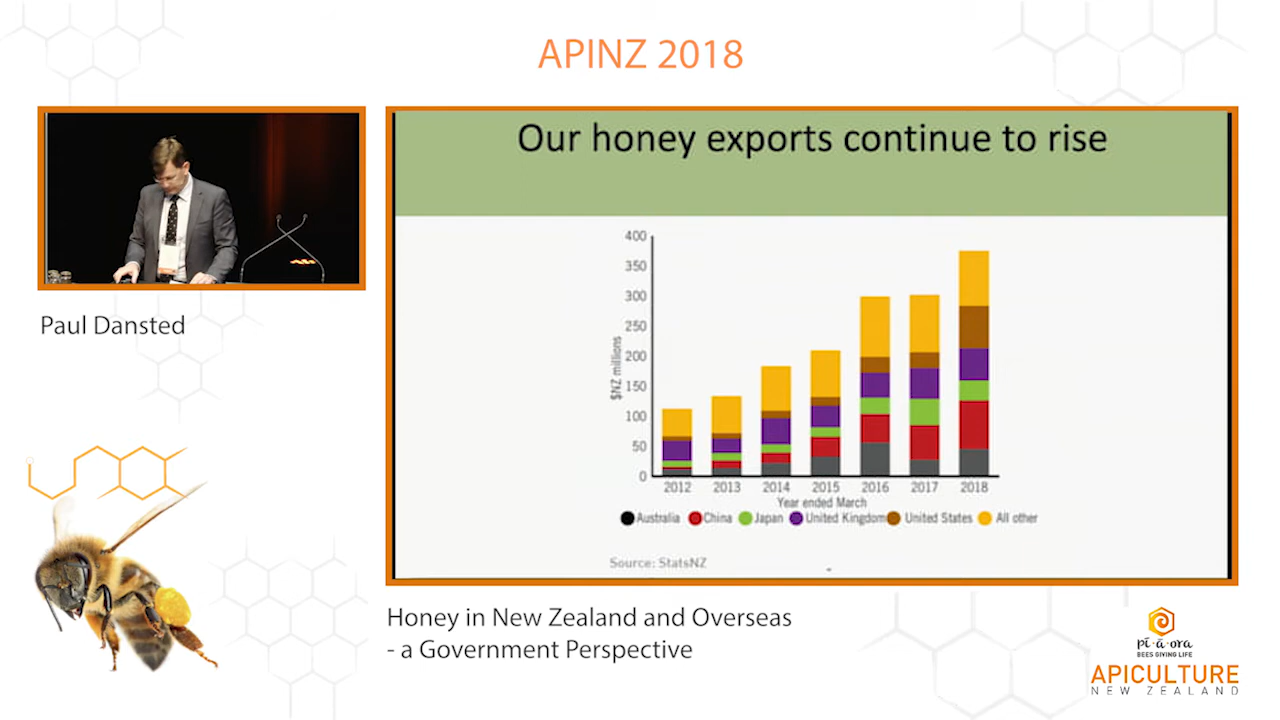 APINZ 2018
Paul Dansted
Our honey exports continue to rise
400
350
300
250
200
150
100
50
0
$NZ millions
2012 2013 2014 2015 2016 2017 2018
Year ended March
Australia China Japan United Kingdom United States All other
Source: StatsNZ
Honey in New Zealand and Overseas
- a Government Perspective
pī-ā-ora
BEES GIVING LIFE
APICULTURE
NEW ZEALAND